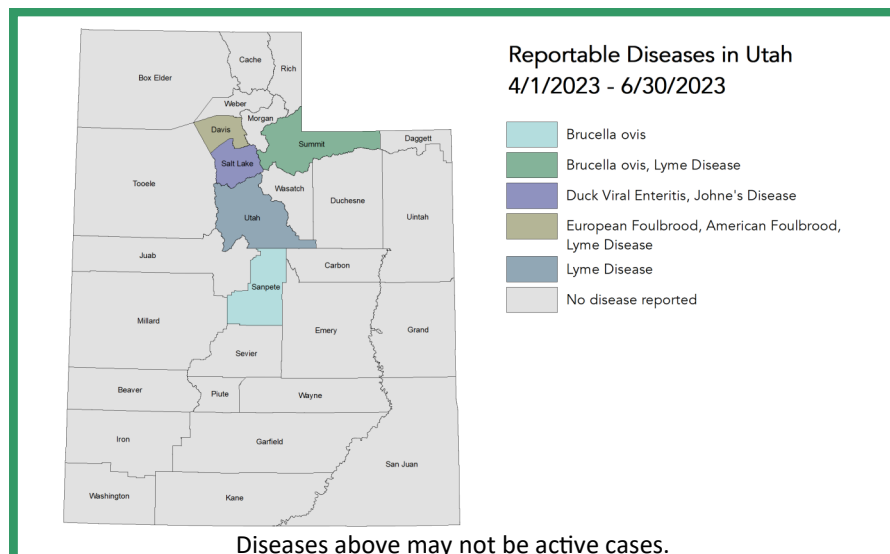 Reportable Diseases in Utah
4/1/2023 - 6/30/2023
Brucella ovis
Brucella ovis, Lyme Disease
Duck Viral Enteritis, Johne's Disease
European Foulbrood, American Foulbrood,
Lyme Disease
Lyme Disease
No disease reported
Cache
Rich
Box Elder
Weber
Morgan
Davis
Summit
Daggett
Salt Lake
Tooele
Wasatch
Duchesne
Uintah
Utah
Juab
Carbon
Sanpete
Millard
Emery
Grand
Sevier
Beaver
Piute
Wayne
Iron
Garfield
San Juan
Washington
Kane
Diseases above may not be active cases.